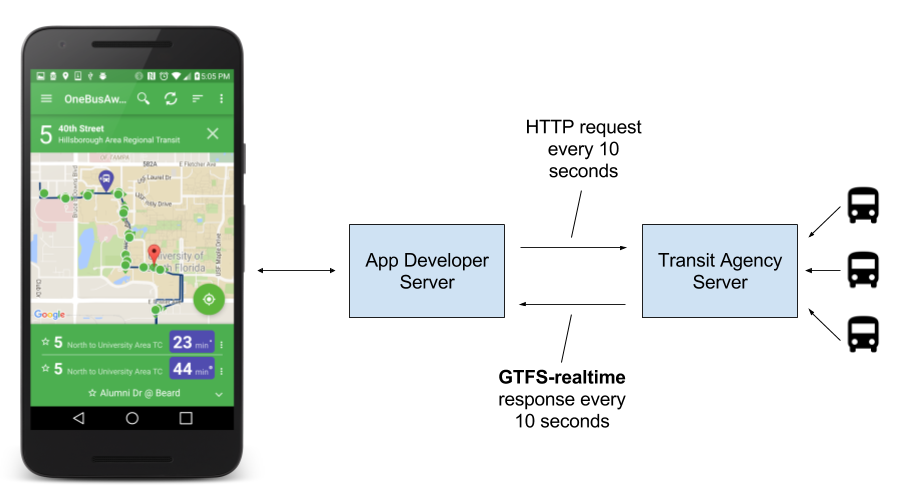 5:05 PM
OneBusAw...
5
40th Street
Hillsborough Area Regional Transit
E Fletcher Ave
582A
Laurel Dr
University of
h Florida
Google
5 North to University Area TC 23 min
5 North to University Area TC 44 min
Alumni Dr @ Beard
App Developer
Server
HTTP request
every 10
seconds
GTFS-realtime
response every
10 seconds
Transit Agency
Server